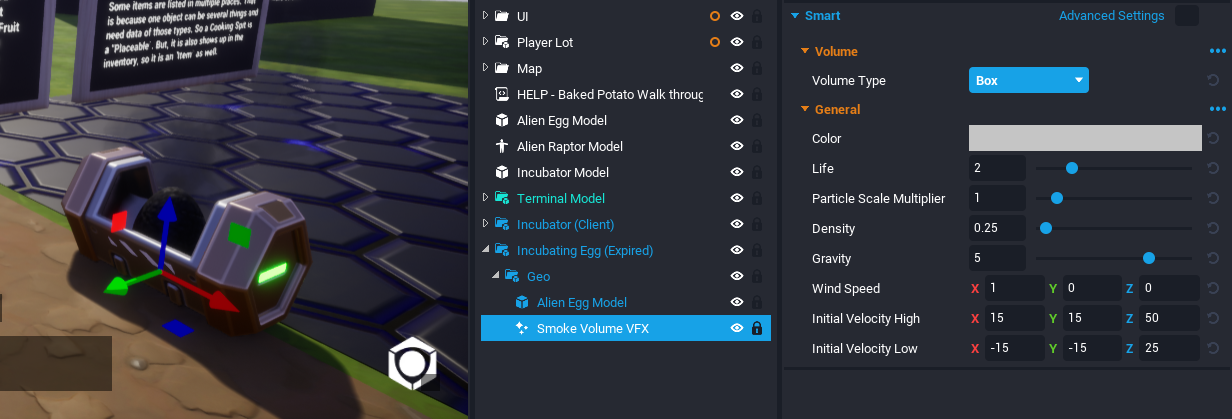 Some items are listed in multiple places. That
is because one object can be several things and
need data of those types. So a Cooking Spit is
a "Placeable". But, it is also shows up in the
inventory, so it is an "Item" as well.
Fruit
UI
Player Lot
Map
HELP - Baked Potato Walk throug
Alien Egg Model
Alien Raptor Model
Incubator Model
Terminal Model
Incubator (Client)
Incubating Egg (Expired)
Geo
Alien Egg Model
Smoke Volume VFX
Smart Advanced Settings
Volume
Volume Type Box
General
Color
Life 2
Particle Scale Multiplier 1
Density 0.25
Gravity 5
Wind Speed X 1 Y 0 Z 0
Initial Velocity High X 15 Y 15 Z 50
Initial Velocity Low X -15 Y -15 Z 25